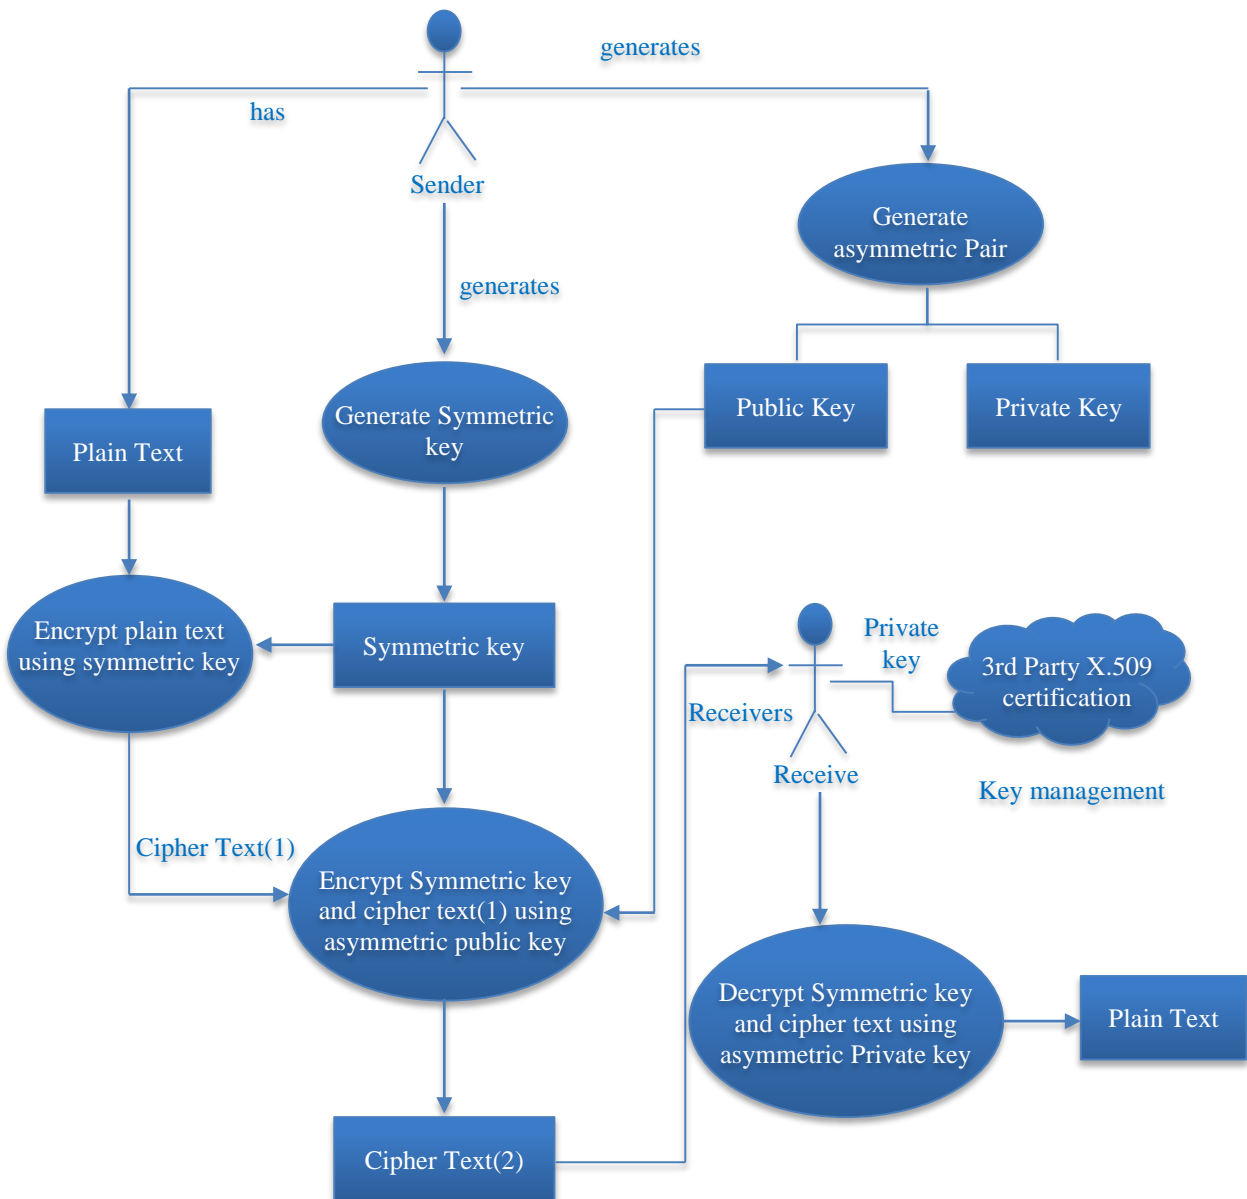 generates
has
Sender
Generate
asymmetric Pair
generates
Public Key
Private Key
Generate Symmetric
key
Plain Text
Encrypt plain text
using symmetric key
Symmetric key
Private
key
3rd Party X.509
certification
Receivers
Receive
Key management
Cipher Text(1)
Encrypt Symmetric key
and cipher text(1) using
asymmetric public key
Decrypt Symmetric key
and cipher text using
asymmetric Private key
Plain Text
Cipher Text(2)